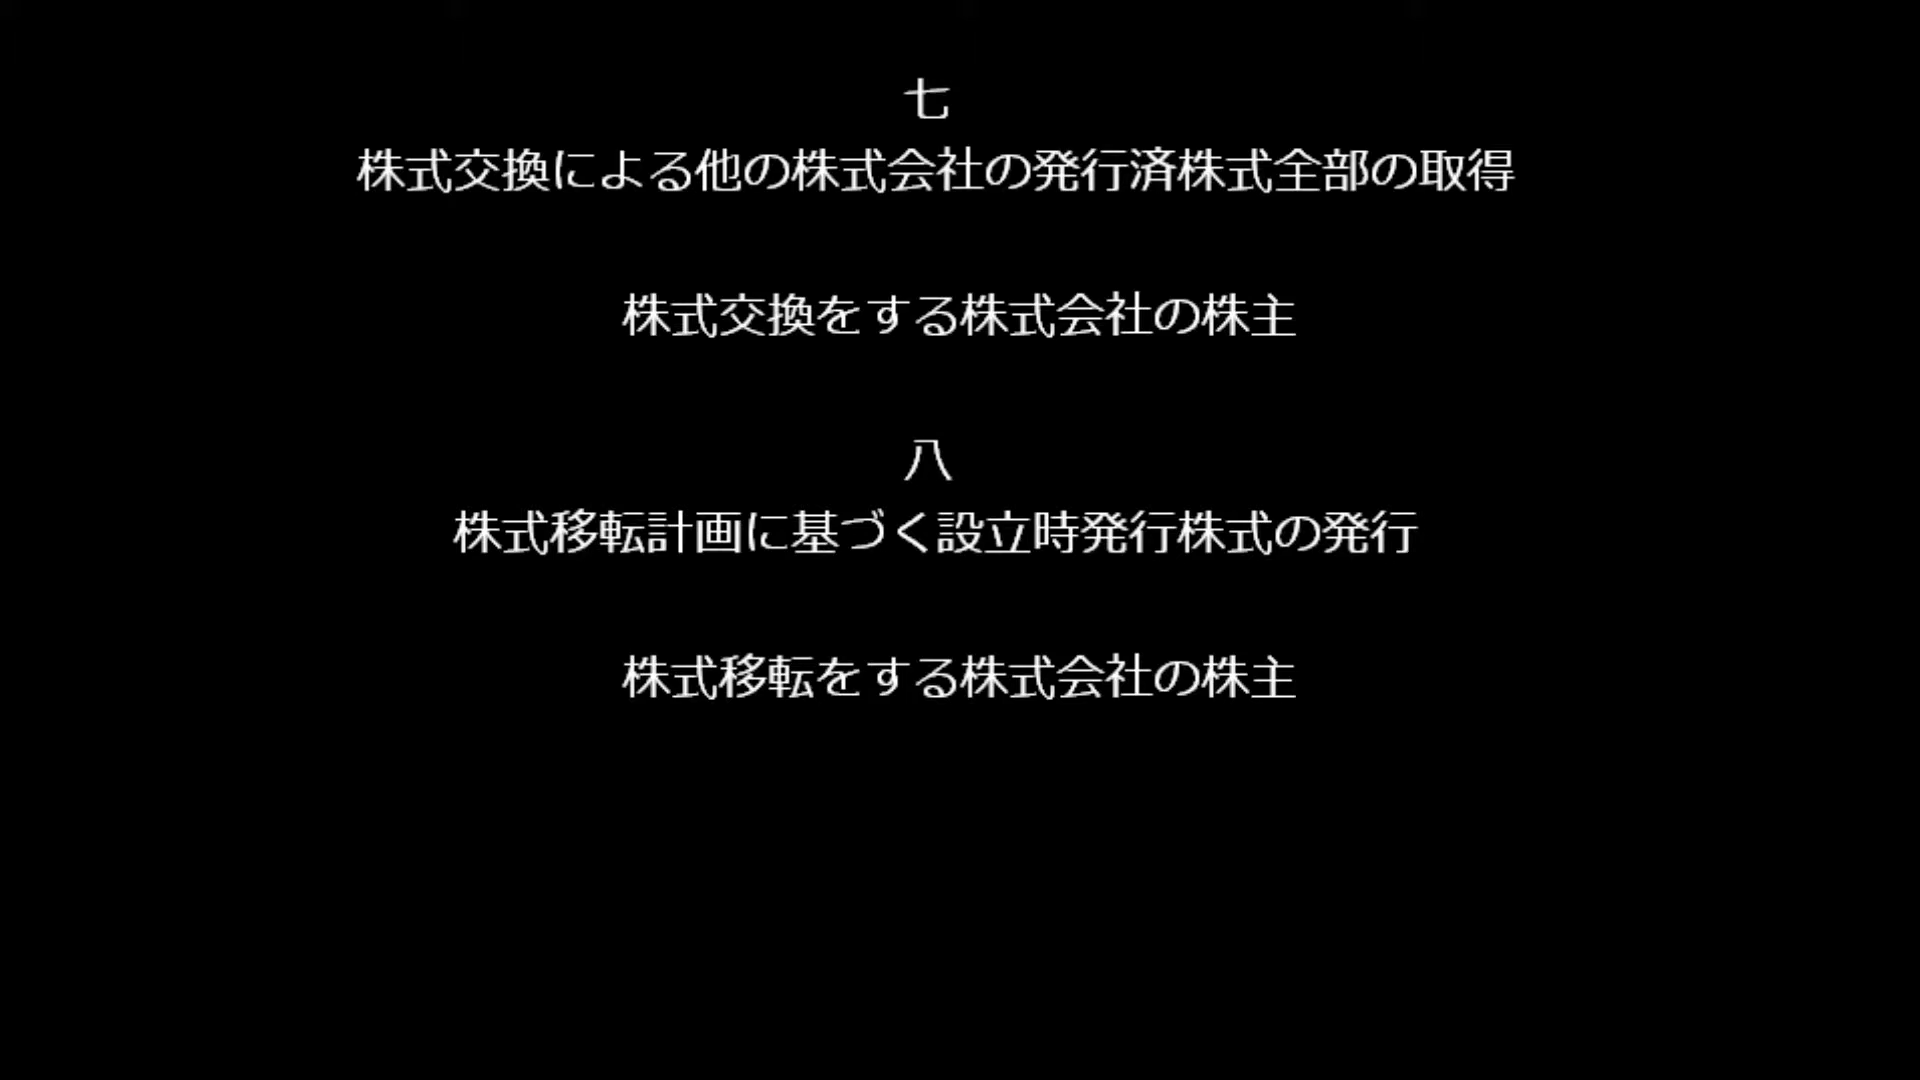 七
株式交換による他の株式会社の発行済株式全部の取得
株式交換をする株式会社の株主
八
株式移転計画に基づく設立時発行株式の発行
株式移転をする株式会社の株主